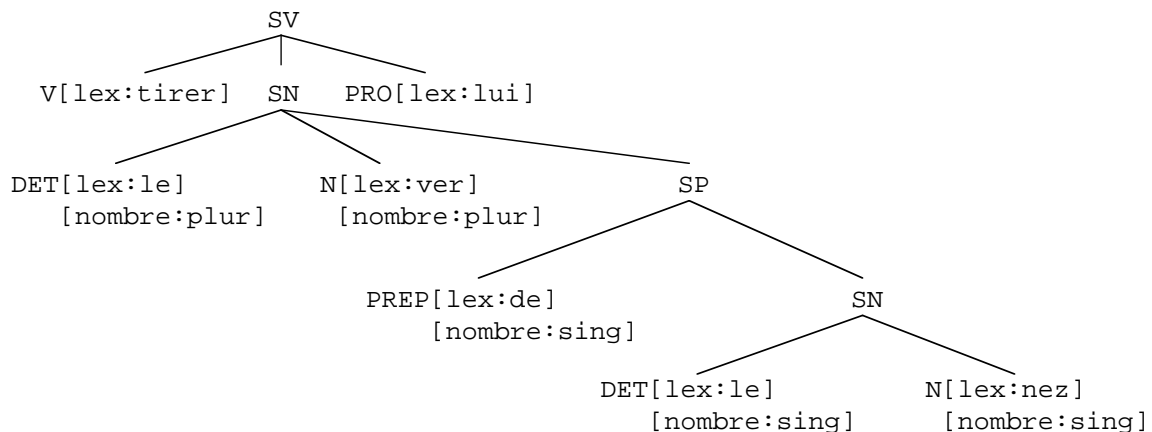 SV
V[lex:tirer] SN PRO[lex:lui]
DET[lex:le] N[lex:ver] SP
[nombre:plur] [nombre:plur]
PREP[lex:de] SN
[nombre:sing]
DET[lex:le] N[lex:nez]
[nombre:sing] [nombre:sing]